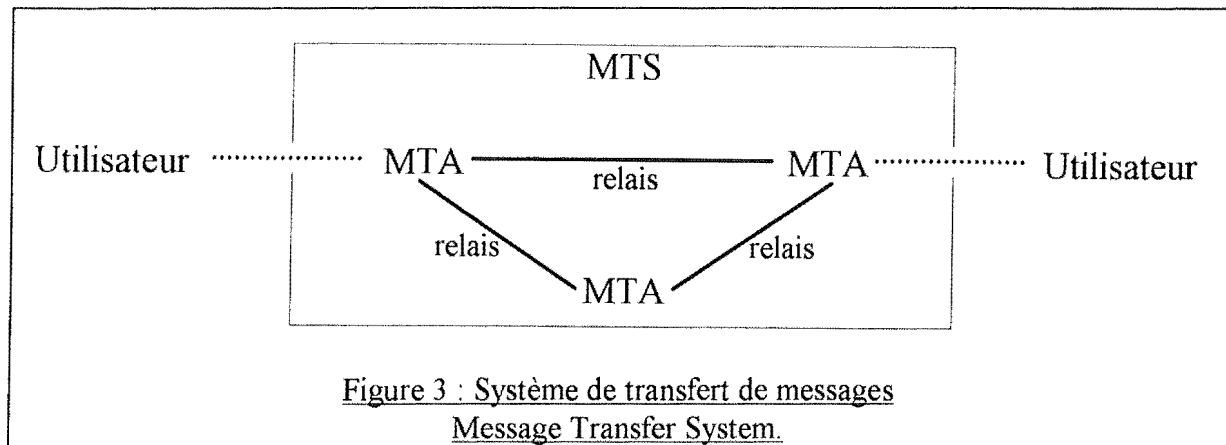 MTS
Utilisateur ............... MTA MTA ............... Utilisateur
relais
relais relais
MTA
Figure 3 : Système de transfert de messages
Message Transfer System.